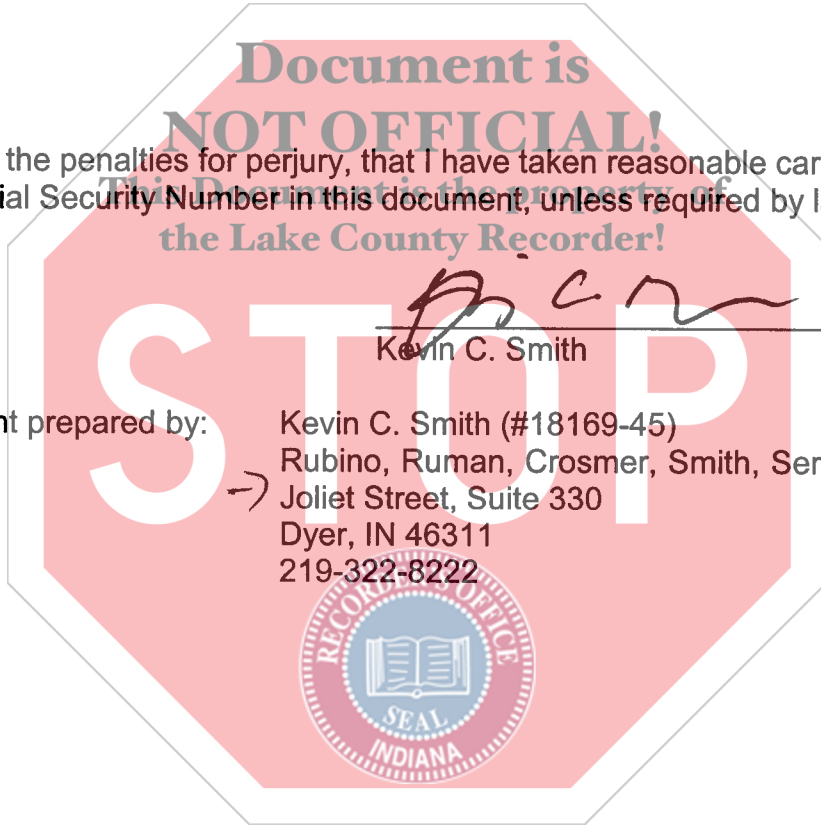 Document is
NOT OFFICIAL!
the penalties for perjury, that I have taken reasonable car
ial Security Number in this document, unless required by l
This Document is the property of
the Lake County Recorder!
Kevin C. Smith
STOP
nt prepared by: Kevin C. Smith (#18169-45)
Rubino, Ruman, Crosmer, Smith, Ser
Joliet Street, Suite 330
Dyer, IN 46311
219-322-8222
RECORDER'S OFFICE
SEAL
INDIANA